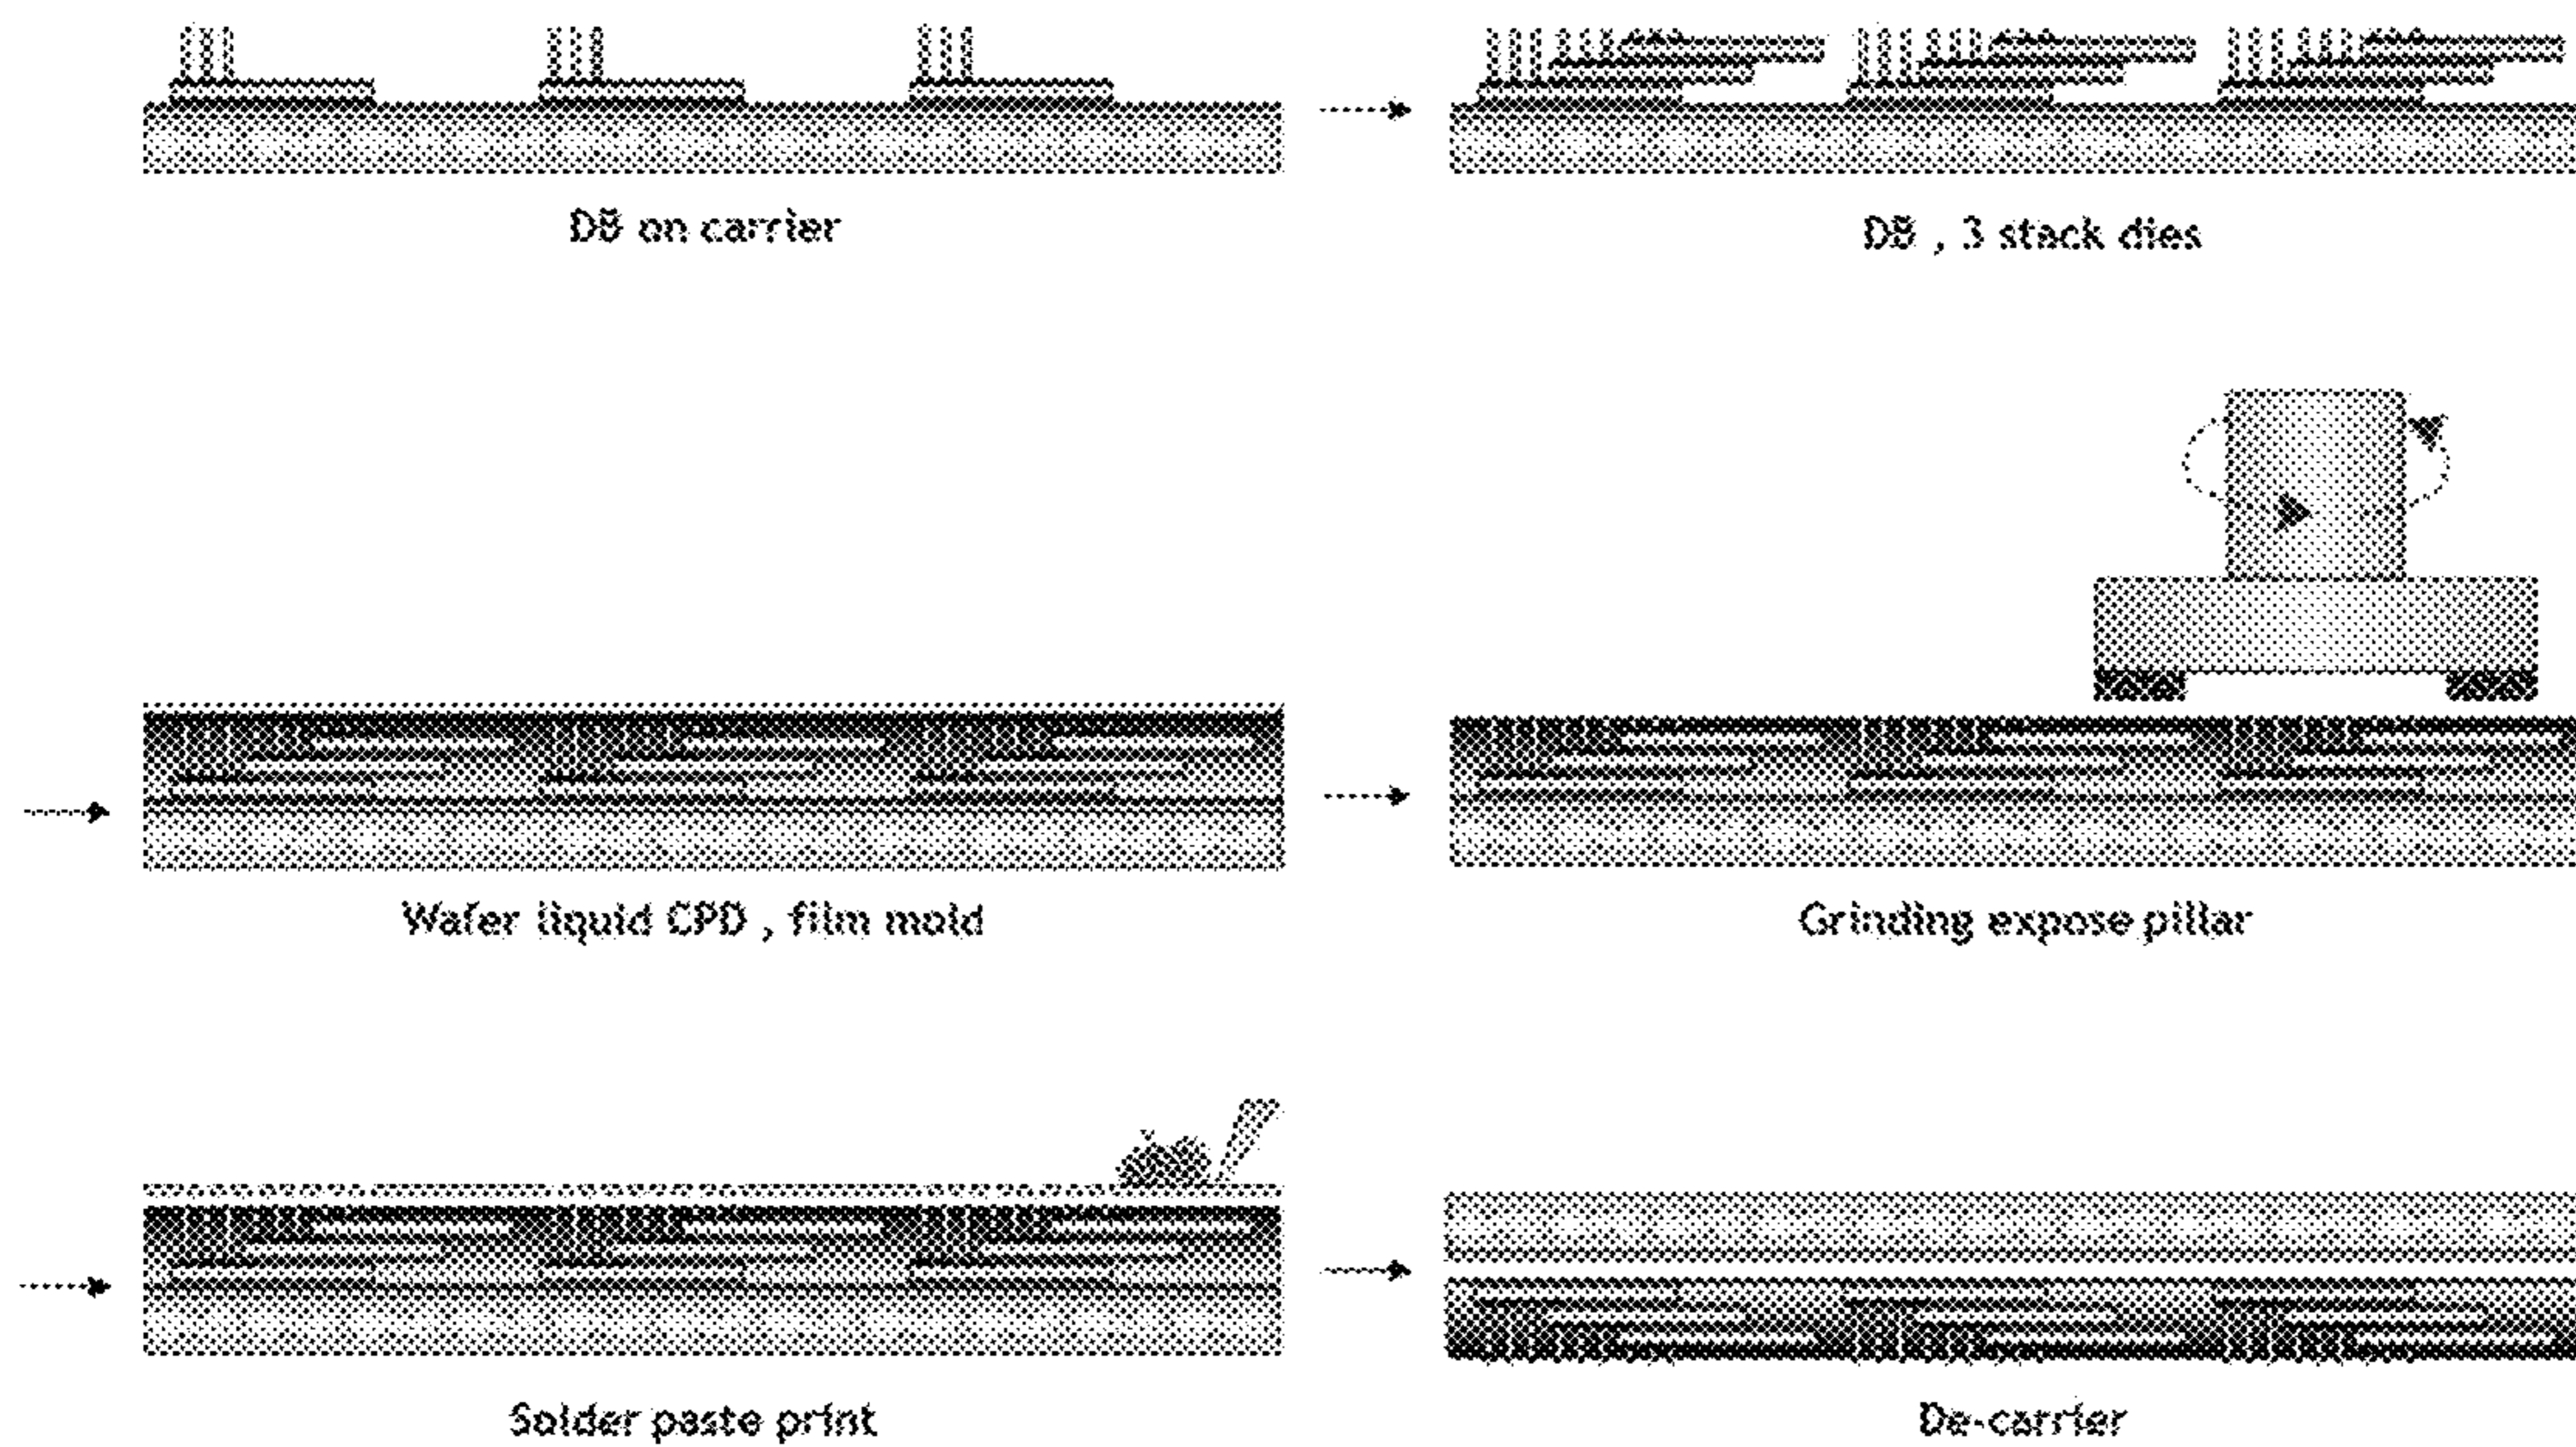 DB on carrier
DB , 3 stack dies
Wafer liquid CPD , film mold
Grinding expose pillar
Solder paste print
De-carrier